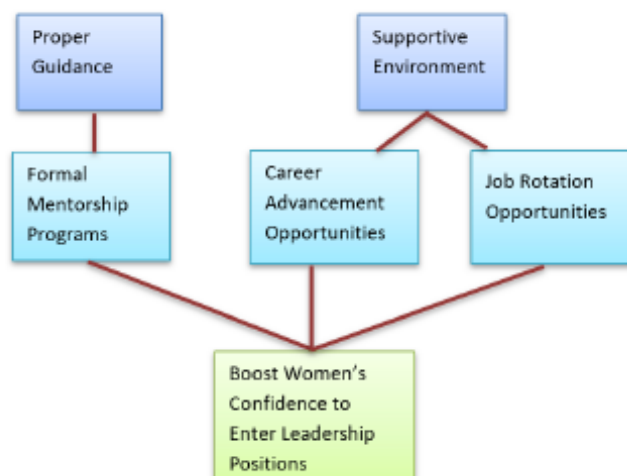 Proper
Guidance
Supportive
Environment
Formal
Mentorship
Programs
Career
Advancement
Opportunities
Job Rotation
Opportunities
Boost Women’s
Confidence to
Enter Leadership
Positions